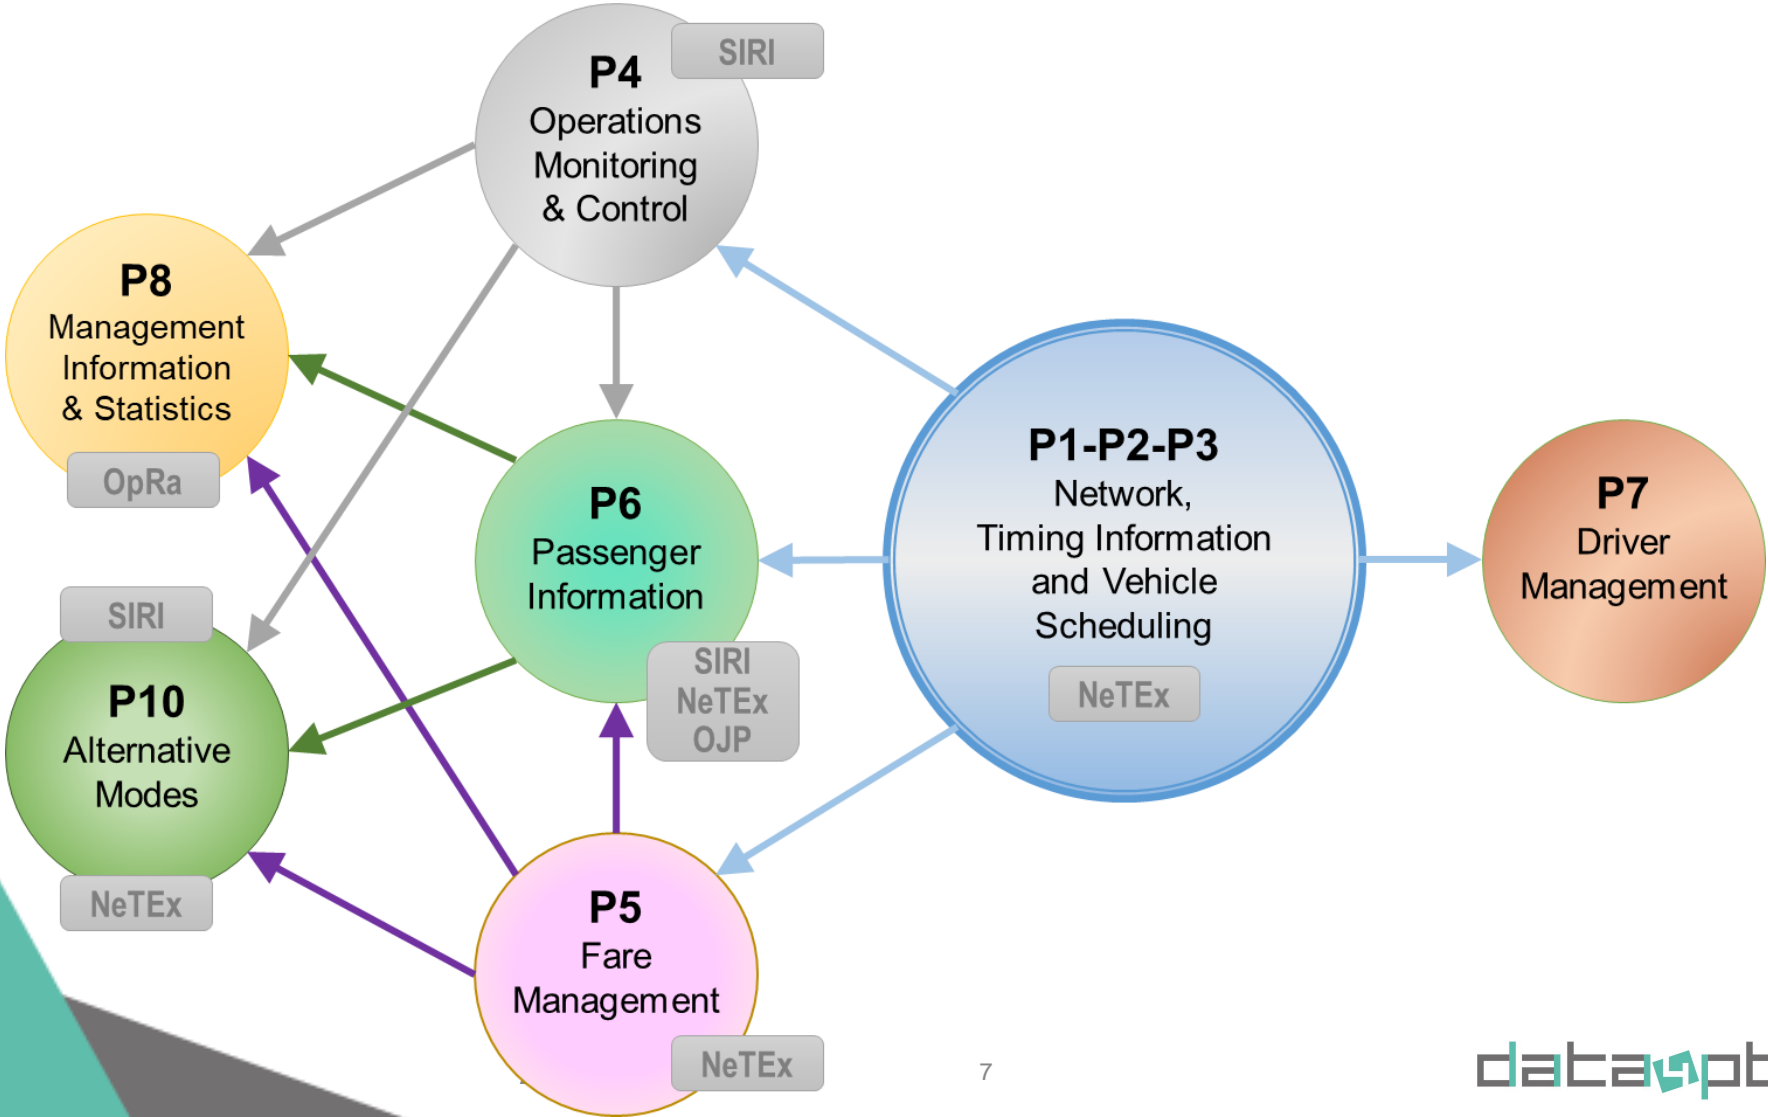 P4
Operations
Monitoring
& Control
SIRI
P8
Management
Information
& Statistics
OpRa
P6
Passenger
Information
SIRI
NeTEx
OJP
P1-P2-P3
Network,
Timing Information
and Vehicle
Scheduling
NeTEx
P7
Driver
Management
SIRI
P10
Alternative
Modes
NeTEx
P5
Fare
Management
NeTEx
7
data4pt